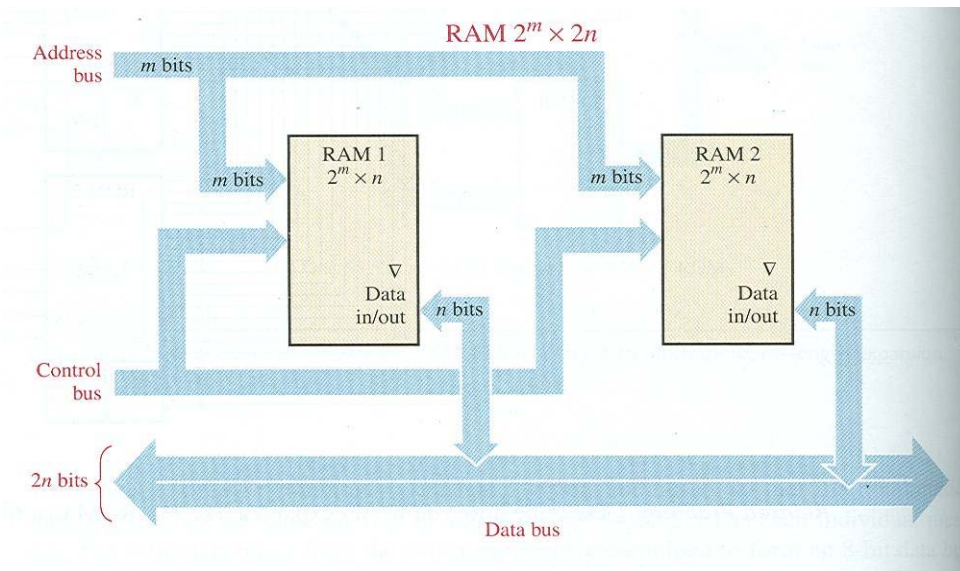 RAM 2^m × 2n
Address
bus
m bits
RAM 1
2^m × n
m bits
RAM 2
2^m × n
m bits
∇
Data
in/out
n bits
∇
Data
in/out
n bits
Control
bus
2n bits
Data bus